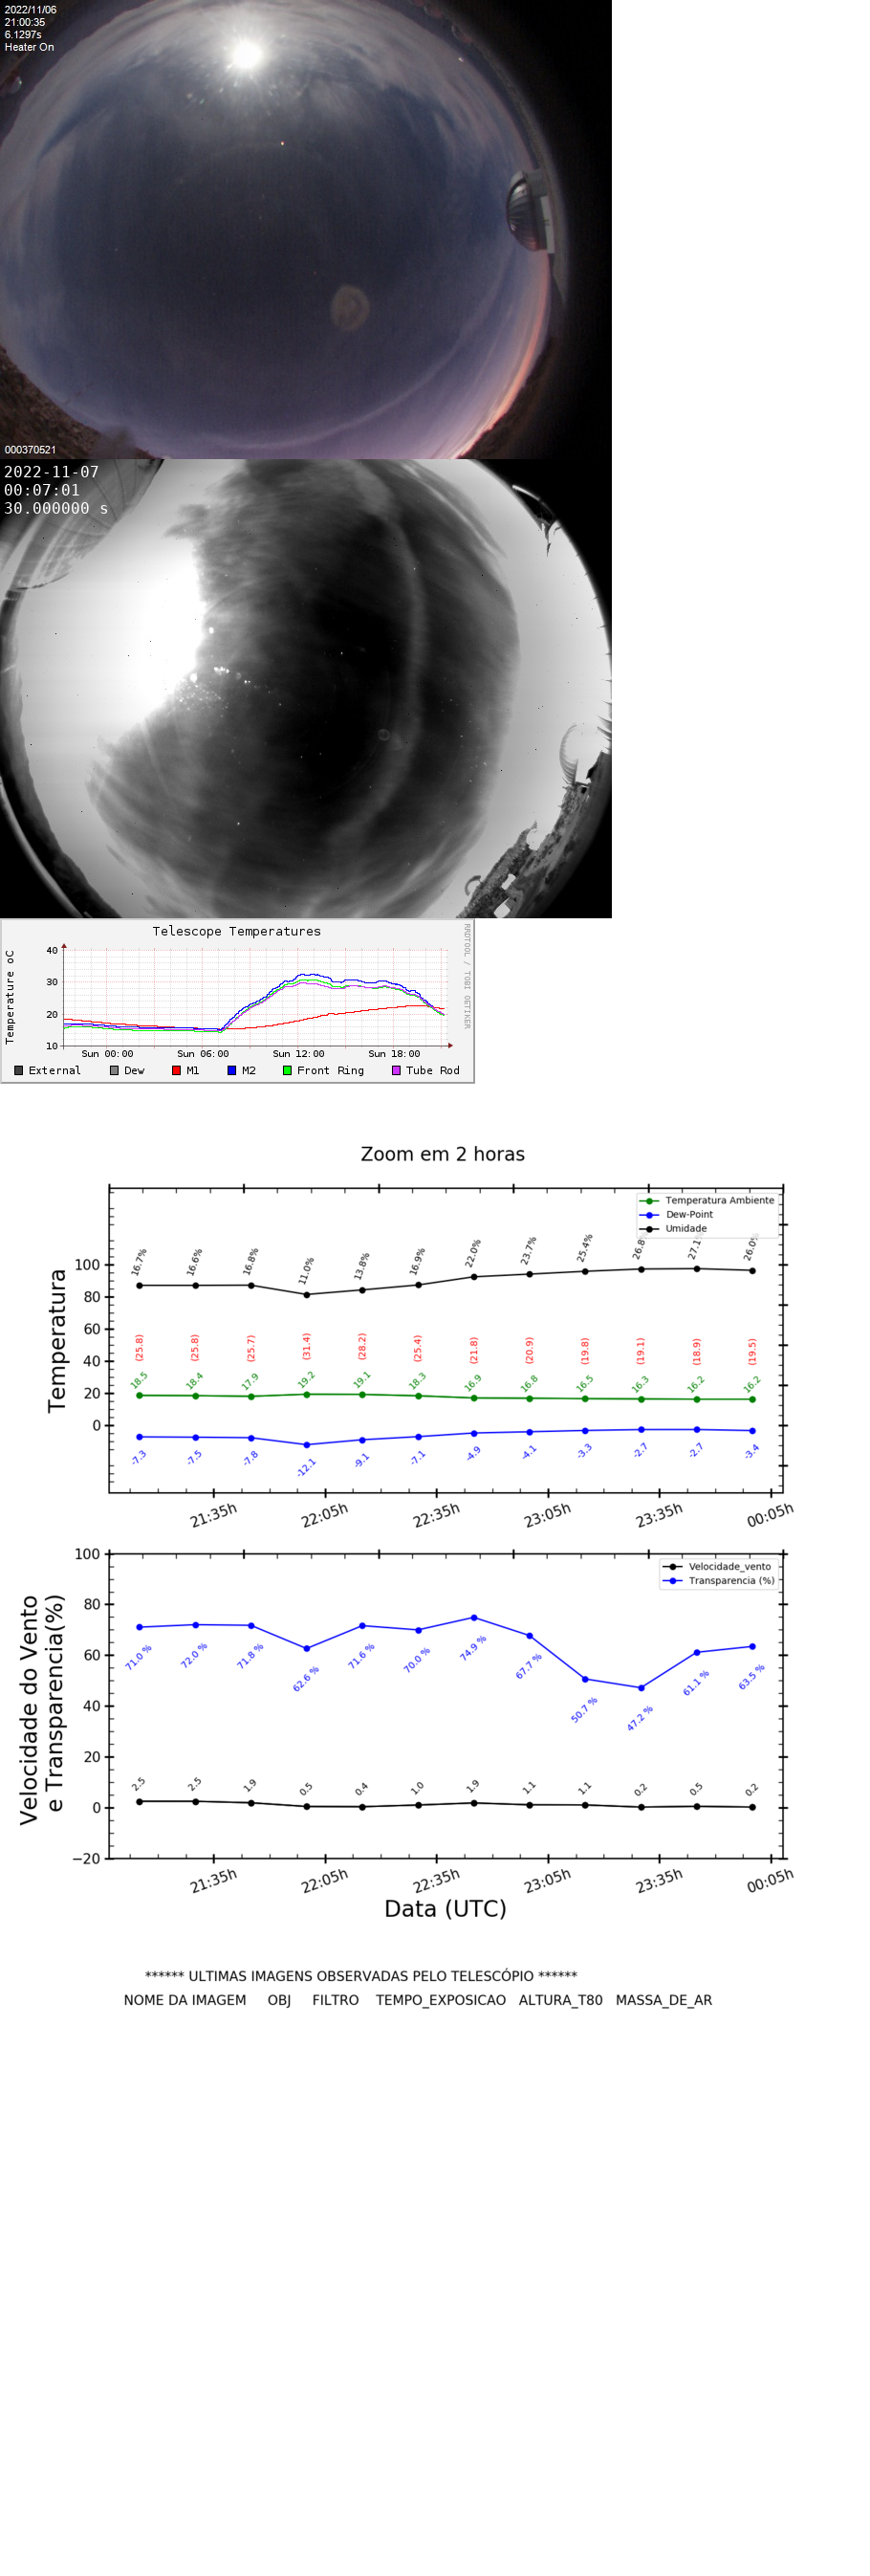 2022/11/06
21:00:35
6.1297s
Heater On
000370521
2022-11-07
00:07:01
30.000000 s
Telescope Temperatures
RRDTOOL / TOBI OETIKER
Temperature oC
40
30
20
10
Sun 00:00 Sun 06:00 Sun 12:00 Sun 18:00
External Dew M1 M2 Front Ring Tube Rod
Zoom em 2 horas
Temperatura Ambiente
Dew-Point
Umidade
Temperatura
100
80
60
40
20
0
16.7% 16.6% 16.8% 11.0% 13.8% 16.9% 22.0% 23.7% 25.4% 26.8 27.1 26.0%
(25.8) (25.8) (25.7) (31.4) (28.2) (25.4) (21.8) (20.9) (19.8) (19.1) (18.9) (19.5)
18.5 18.4 17.9 19.2 19.1 18.3 16.9 16.8 16.5 16.3 16.2 16.2
-7.3 -7.5 -7.8 -12.1 -9.1 -7.1 -4.9 -4.1 -3.3 -2.7 -2.7 -3.4
21:35h 22:05h 22:35h 23:05h 23:35h 00:05h
Velocidade_vento
Transparencia (%)
Velocidade do Vento
e Transparencia(%)
100
80
60
40
20
0
−20
71.0 % 72.0 % 71.8 % 62.6 % 71.6 % 70.0 % 74.9 % 67.7 % 50.7 % 47.2 % 61.1 % 63.5 %
2.5 2.5 1.9 0.5 0.4 1.0 1.9 1.1 1.1 0.2 0.5 0.2
21:35h 22:05h 22:35h 23:05h 23:35h 00:05h
Data (UTC)
****** ULTIMAS IMAGENS OBSERVADAS PELO TELESCÓPIO ******
NOME DA IMAGEM OBJ FILTRO TEMPO_EXPOSICAO ALTURA_T80 MASSA_DE_AR